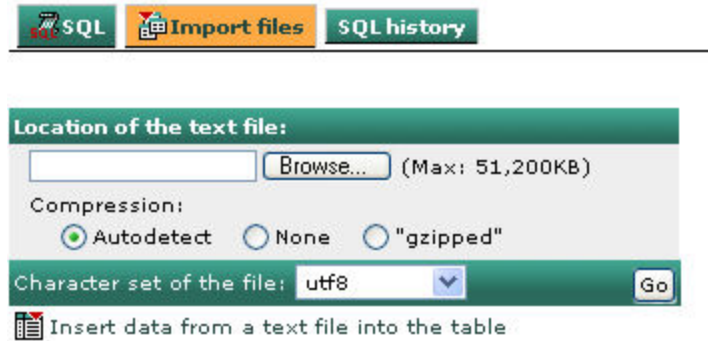 SQL Import files SQL history
Location of the text file:
Browse... (Max: 51,200KB)
Compression:
Autodetect None "gzipped"
Character set of the file: utf8 Go
Insert data from a text file into the table